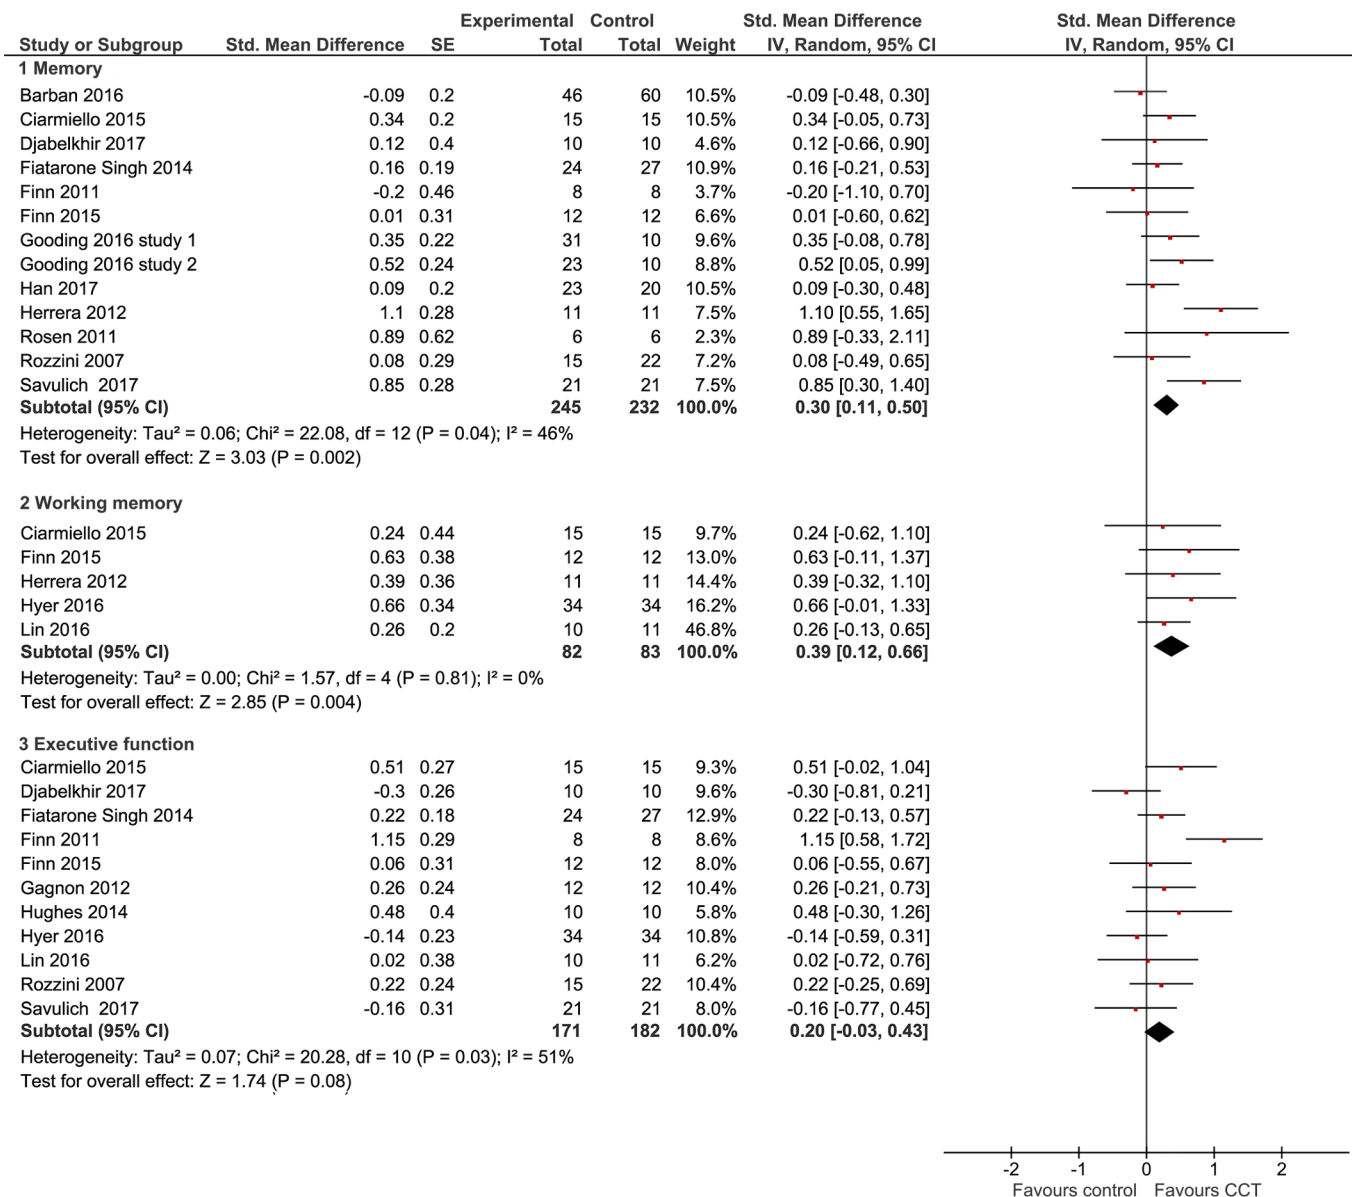 Experimental Control Std. Mean Difference Std. Mean Difference
Study or Subgroup Std. Mean Difference SE Total Total Weight IV, Random, 95% CI IV, Random, 95% CI
1 Memory
Barban 2016 -0.09 0.2 46 60 10.5% -0.09 [-0.48, 0.30]
Ciarmiello 2015 0.34 0.2 15 15 10.5% 0.34 [-0.05, 0.73]
Djabelkhir 2017 0.12 0.4 10 10 4.6% 0.12 [-0.66, 0.90]
Fiatarone Singh 2014 0.16 0.19 24 27 10.9% 0.16 [-0.21, 0.53]
Finn 2011 -0.2 0.46 8 8 3.7% -0.20 [-1.10, 0.70]
Finn 2015 0.01 0.31 12 12 6.6% 0.01 [-0.60, 0.62]
Gooding 2016 study 1 0.35 0.22 31 10 9.6% 0.35 [-0.08, 0.78]
Gooding 2016 study 2 0.52 0.24 23 10 8.8% 0.52 [0.05, 0.99]
Han 2017 0.09 0.2 23 20 10.5% 0.09 [-0.30, 0.48]
Herrera 2012 1.1 0.28 11 11 7.5% 1.10 [0.55, 1.65]
Rosen 2011 0.89 0.62 6 6 2.3% 0.89 [-0.33, 2.11]
Rozzini 2007 0.08 0.29 15 22 7.2% 0.08 [-0.49, 0.65]
Savulich 2017 0.85 0.28 21 21 7.5% 0.85 [0.30, 1.40]
Subtotal (95% CI) 245 232 100.0% 0.30 [0.11, 0.50]
Heterogeneity: Tau² = 0.06; Chi² = 22.08, df = 12 (P = 0.04); I² = 46%
Test for overall effect: Z = 3.03 (P = 0.002)
2 Working memory
Ciarmiello 2015 0.24 0.44 15 15 9.7% 0.24 [-0.62, 1.10]
Finn 2015 0.63 0.38 12 12 13.0% 0.63 [-0.11, 1.37]
Herrera 2012 0.39 0.36 11 11 14.4% 0.39 [-0.32, 1.10]
Hyer 2016 0.66 0.34 34 34 16.2% 0.66 [-0.01, 1.33]
Lin 2016 0.26 0.2 10 11 46.8% 0.26 [-0.13, 0.65]
Subtotal (95% CI) 82 83 100.0% 0.39 [0.12, 0.66]
Heterogeneity: Tau² = 0.00; Chi² = 1.57, df = 4 (P = 0.81); I² = 0%
Test for overall effect: Z = 2.85 (P = 0.004)
3 Executive function
Ciarmiello 2015 0.51 0.27 15 15 9.3% 0.51 [-0.02, 1.04]
Djabelkhir 2017 -0.3 0.26 10 10 9.6% -0.30 [-0.81, 0.21]
Fiatarone Singh 2014 0.22 0.18 24 27 12.9% 0.22 [-0.13, 0.57]
Finn 2011 1.15 0.29 8 8 8.6% 1.15 [0.58, 1.72]
Finn 2015 0.06 0.31 12 12 8.0% 0.06 [-0.55, 0.67]
Gagnon 2012 0.26 0.24 12 12 10.4% 0.26 [-0.21, 0.73]
Hughes 2014 0.48 0.4 10 10 5.8% 0.48 [-0.30, 1.26]
Hyer 2016 -0.14 0.23 34 34 10.8% -0.14 [-0.59, 0.31]
Lin 2016 0.02 0.38 10 11 6.2% 0.02 [-0.72, 0.76]
Rozzini 2007 0.22 0.24 15 22 10.4% 0.22 [-0.25, 0.69]
Savulich 2017 -0.16 0.31 21 21 8.0% -0.16 [-0.77, 0.45]
Subtotal (95% CI) 171 182 100.0% 0.20 [-0.03, 0.43]
Heterogeneity: Tau² = 0.07; Chi² = 20.28, df = 10 (P = 0.03); I² = 51%
Test for overall effect: Z = 1.74 (P = 0.08)
-2 -1 0 1 2
Favours control Favours CCT